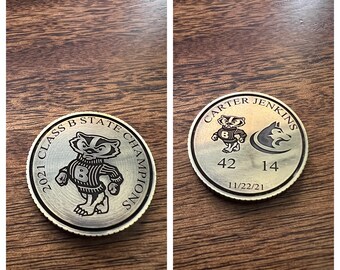 2021 CLASS B STATE CHAMPIONS
B
CARTER JENKINS
B
42 14
11/22/21